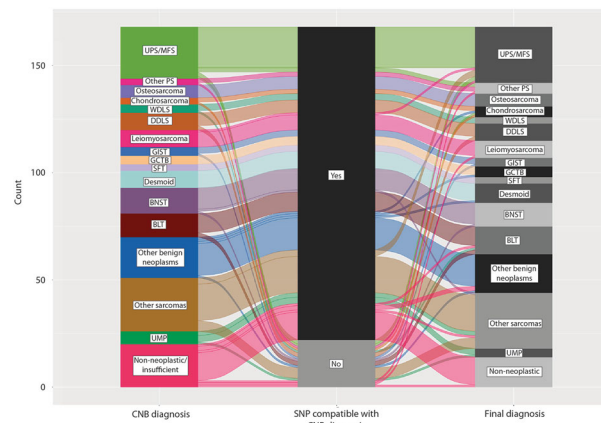 150
100
50
0
Count
UPS/MFS
Other PS
Osteosarcoma
Chondrosarcoma
WDLS
DDLS
Leiomyosarcoma
GIST
GCTB
SFT
Desmoid
BNST
BLT
Other benign
neoplasms
Other sarcomas
UMP
Non-neoplastic/
insufficient
Yes
No
UPS/MFS
Other PS
Osteosarcoma
Chondrosarcoma
WDLS
DDLS
Leiomyosarcoma
GIST
GCTB
SFT
Desmoid
BNST
BLT
Other benign
neoplasms
Other sarcomas
UMP
Non-neoplastic
CNB diagnosis
SNP compatible with
Final diagnosis